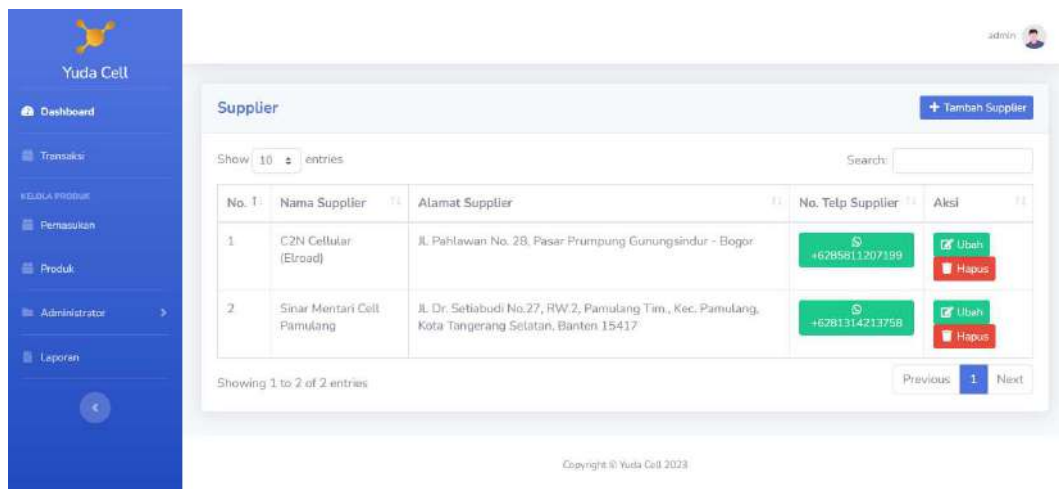 admin
Yuda Cell
Dashboard
Transaksi
KELOLA PRODUK
Pemasukan
Produk
Administrator
Laporan
Supplier
+ Tambah Supplier
Show 10 entries
Search:
No. Nama Supplier Alamat Supplier No. Telp Supplier Aksi
1 C2N Cellular Jl. Pahlawan No. 28, Pasar Prumpung Gunungsindur - Bogor Ubah
(Elroad) +6285811207199 Hapus
2 Sinar Mentari Cell Jl. Dr. Setiabudi No.27, RW.2, Pamulang Tim., Kec. Pamulang, Ubah
Pamulang Kota Tangerang Selatan, Banten 15417 +6281314213758 Hapus
Showing 1 to 2 of 2 entries
Previous 1 Next
Copyright © Yuda Cell 2023